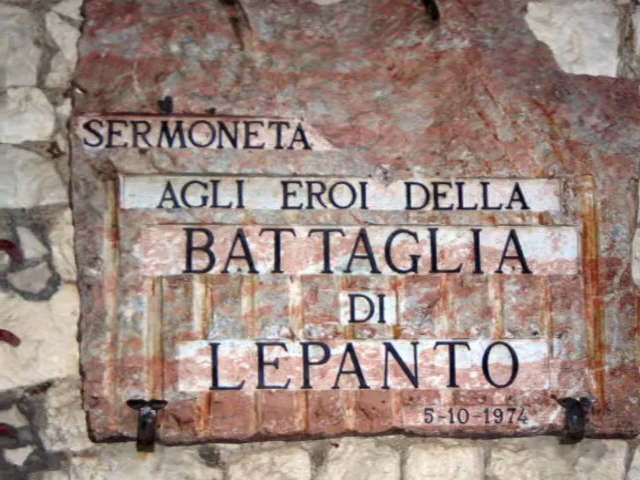 SERMONETA
AGLI EROI DELLA
BATTAGLIA
DI
LEPANTO
5-10-1974